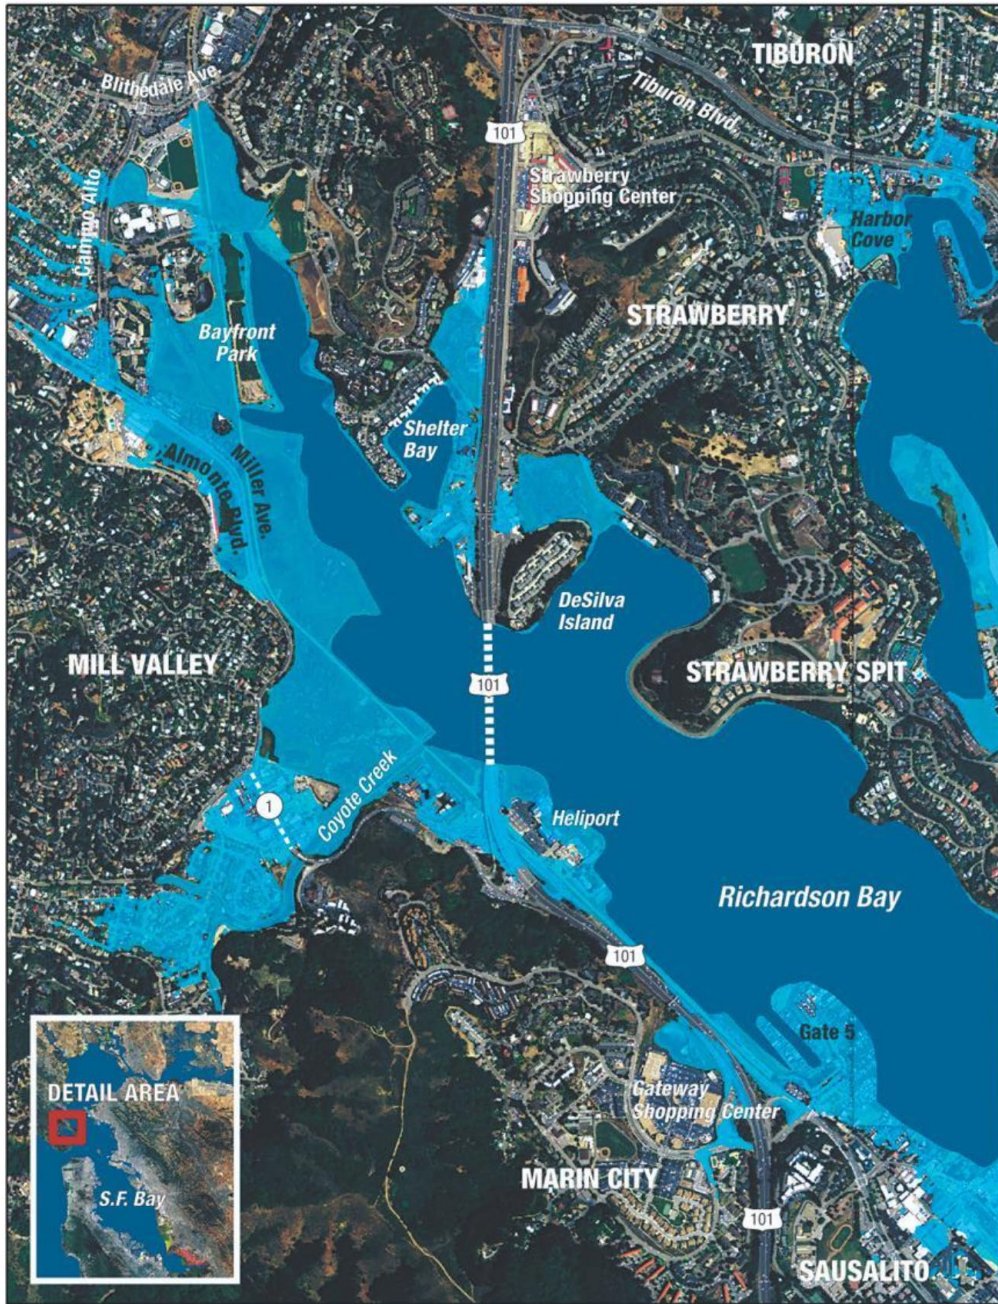 TIBURON
Blithedale Ave.
Tiburon Blvd.
101
Strawberry
Shopping Center
Camino Alto
Harbor
Cove
STRAWBERRY
Bayfront
Park
Shelter
Bay
Miller Ave.
Almonte Blvd.
DeSilva
Island
MILL VALLEY
101
STRAWBERRY SPIT
Coyote Creek
1
Heliport
Richardson Bay
101
Gate 5
DETAIL AREA
Gateway
Shopping Center
S.F. Bay
MARIN CITY
101
SAUSALITO